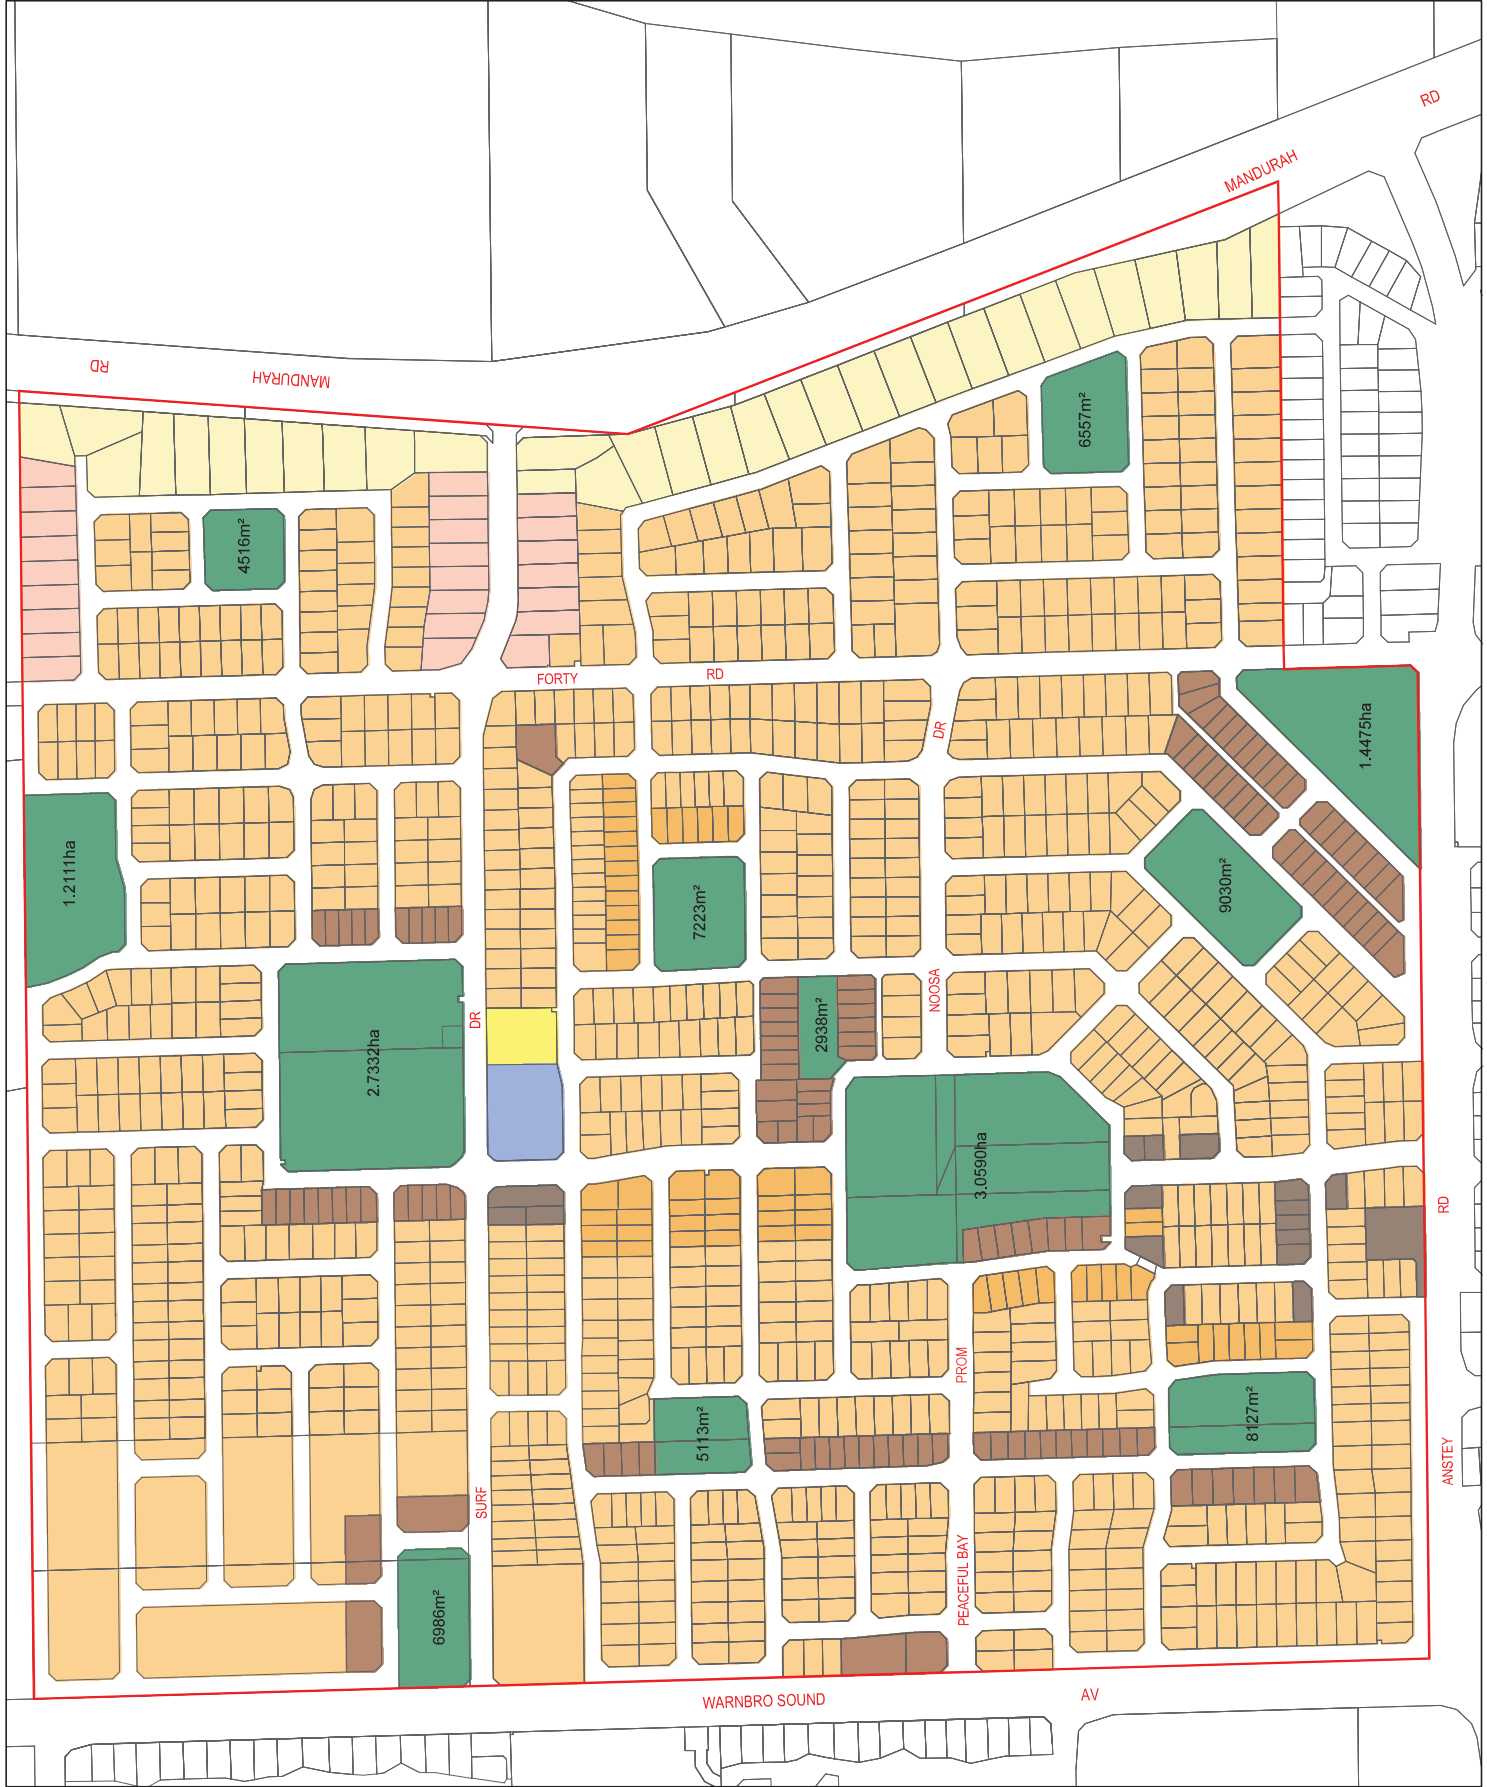 RD
MANDURAH
RD
MANDURAH
6557m²
4516m²
FORTY
RD
DR
1.4475ha
1.2111ha
7223m²
9030m²
NOOSA
DR
2938m²
2.7332ha
3.0590ha
RD
PROM
8127m²
5113m²
ANSTEY
SURF
PEACEFUL BAY
6986m²
WARNBRO SOUND
AV